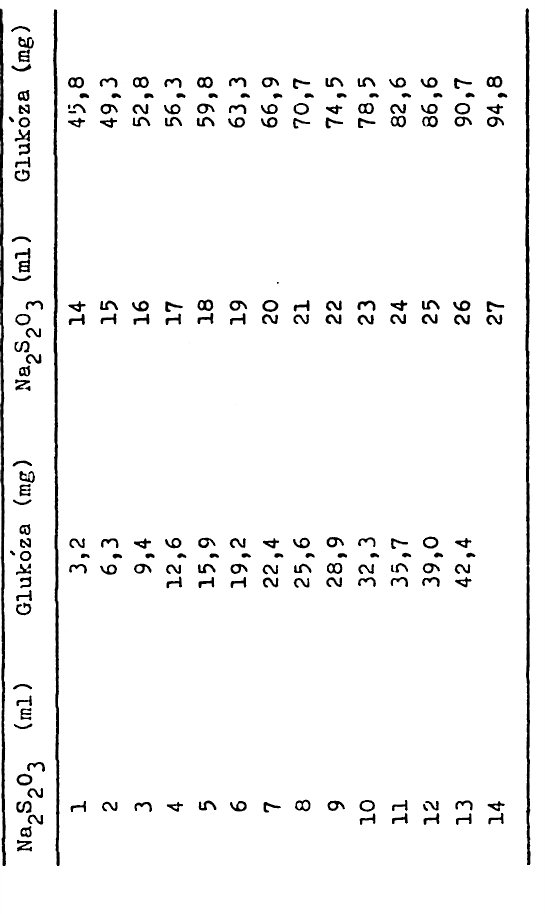 Na₂S₂O₃ (ml) Glukóza (mg) Na₂S₂O₃ (ml) Glukóza (mg)
1 3,2 14 45,8
2 6,3 15 49,3
3 9,4 16 52,8
4 12,6 17 56,3
5 15,9 18 59,8
6 19,2 19 63,3
7 22,4 20 66,9
8 25,6 21 70,7
9 28,9 22 74,5
10 32,3 23 78,5
11 35,7 24 82,6
12 39,0 25 86,6
13 42,4 26 90,7
14 27 94,8